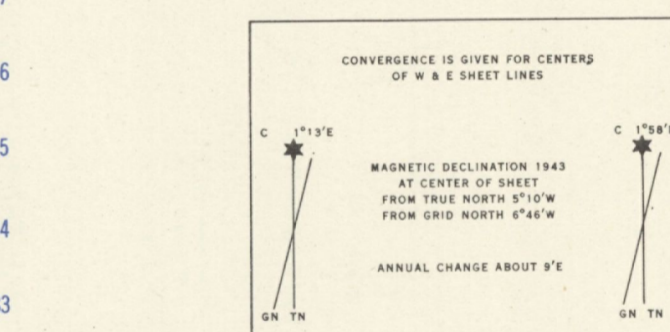 6
5
4
3
CONVERGENCE IS GIVEN FOR CENTERS
OF W & E SHEET LINES
C 1°13'E
C 1°58'
MAGNETIC DECLINATION 1943
AT CENTER OF SHEET
FROM TRUE NORTH 5°10'W
FROM GRID NORTH 6°46'W
ANNUAL CHANGE ABOUT 9'E
GN TN
GN TN